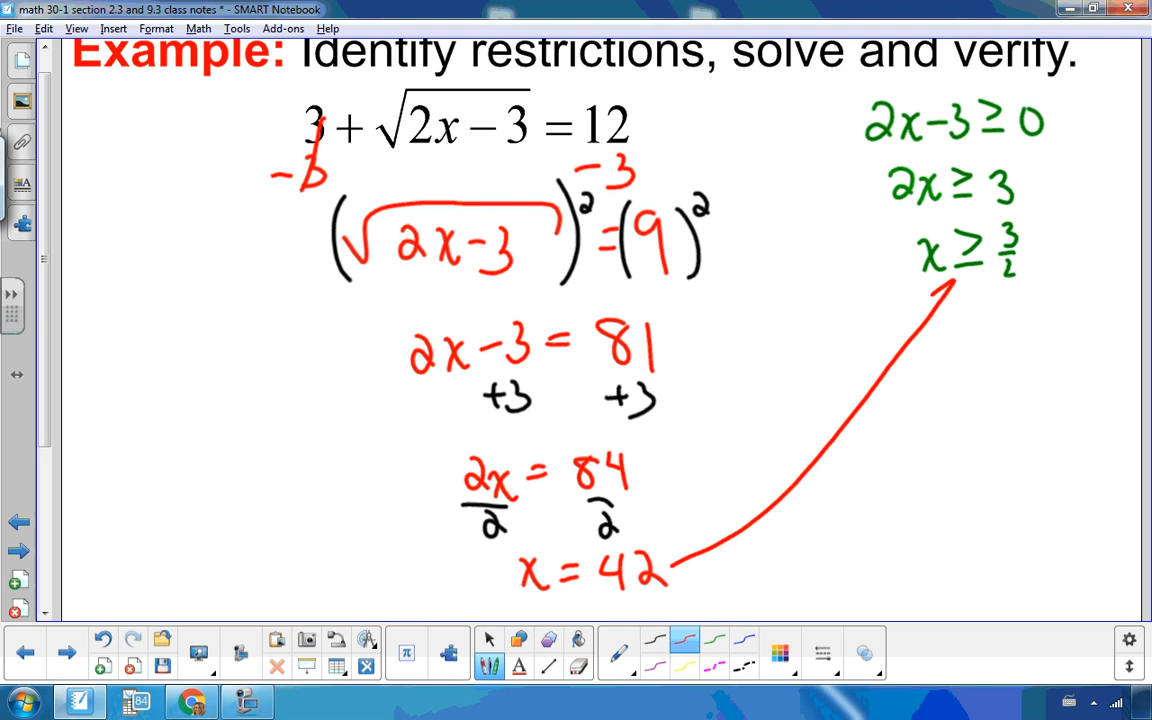 math 30-1 section 2.3 and 9.3 class notes * - SMART Notebook
File Edit View Insert Format Math Tools Add-ons Help
Example: Identify restrictions, solve and verify.
3 + √(2x − 3) = 12
-3 -3
(√(2x-3))² = (9)²
2x-3 = 81
+3 +3
2x = 84
2 2
x = 42
2x-3 ≥ 0
2x ≥ 3
x ≥ 3/2
π
A
84